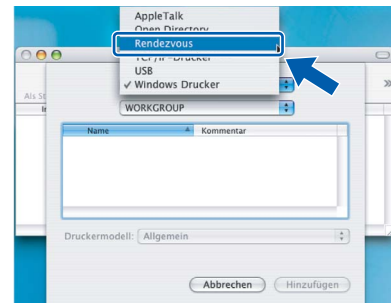 AppleTalk
Open Directory
Rendezvous
TCP/IP-Drucker
USB
✓ Windows Drucker
Als St
WORKGROUP
In
Name
Kommentar
Druckermodell: Allgemein
Abbrechen
Hinzufügen